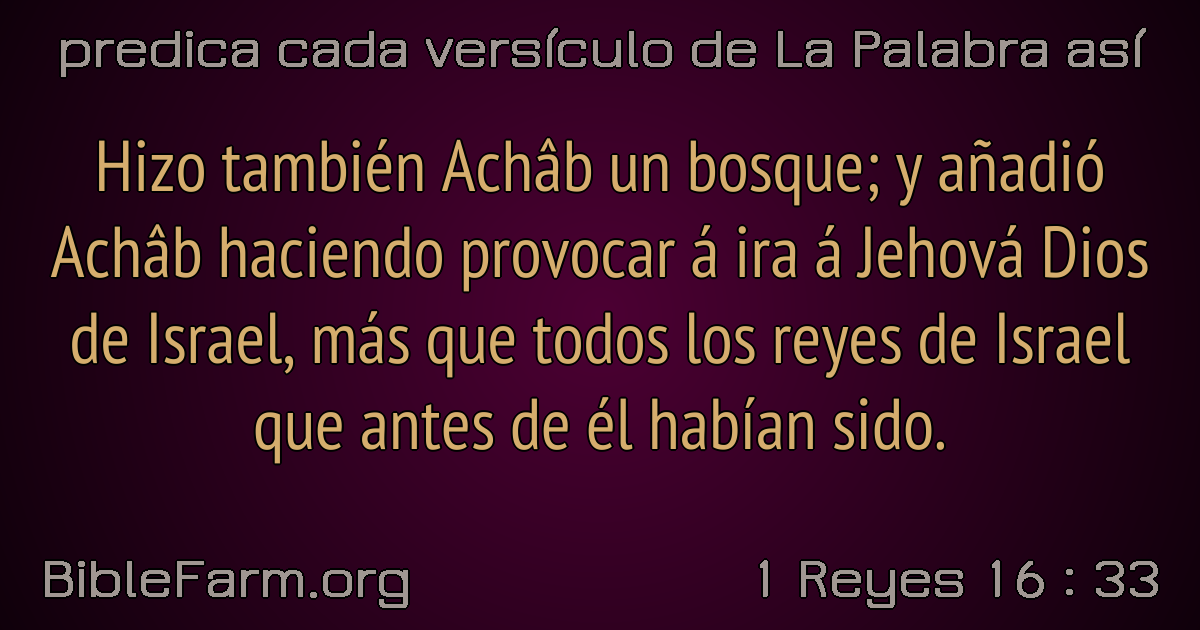 predica cada versículo de La Palabra así
Hizo también Achâb un bosque; y añadió
Achâb haciendo provocar á ira á Jehová Dios
de Israel, más que todos los reyes de Israel
que antes de él habían sido.
BibleFarm.org
1 Reyes 16 : 33